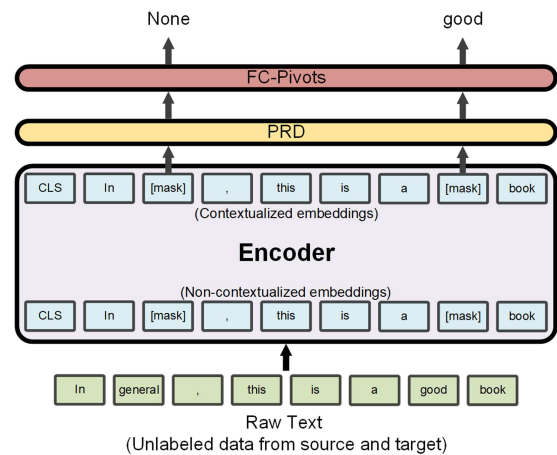 None good
FC-Pivots
PRD
CLS In [mask] , this is a [mask] book
(Contextualized embeddings)
Encoder
(Non-contextualized embeddings)
CLS In [mask] , this is a [mask] book
In general , this is a good book
Raw Text
(Unlabeled data from source and target)